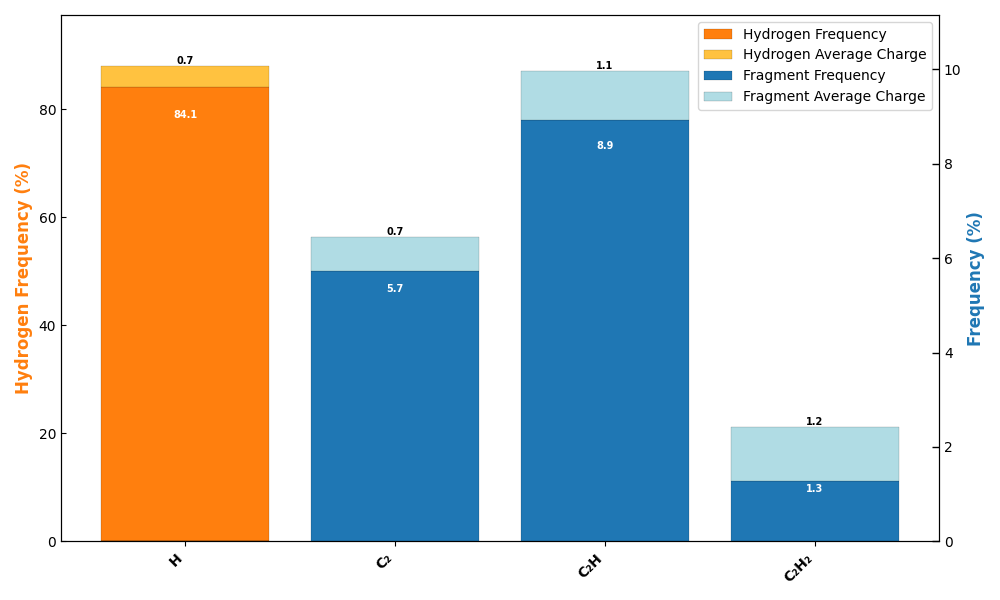 Hydrogen Frequency
Hydrogen Average Charge
Fragment Frequency
Fragment Average Charge
Hydrogen Frequency (%)
80
60
40
20
0
10
8
6
4
2
0
Frequency (%)
0.7
84.1
0.7
5.7
1.1
8.9
1.2
1.3
H
C₂
C₂H
C₂H₂